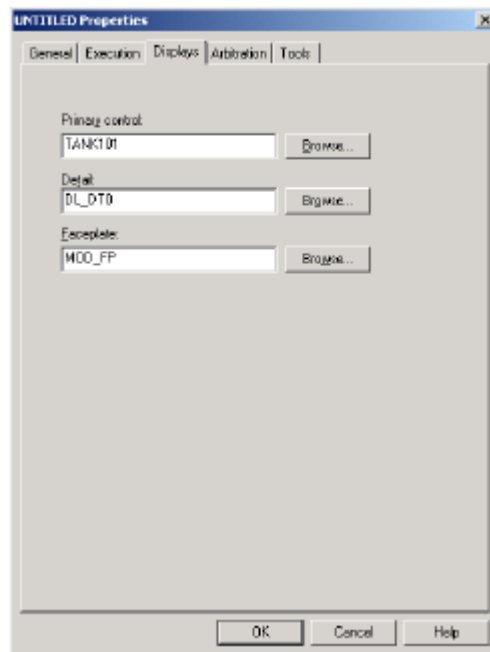 UNTITLED Properties
General Execution Displays Arbitration Tools
Primary control:
TANK101 Browse...
Detail:
DL_DT0 Browse...
Faceplate:
MOD_FP Browse...
OK Cancel Help